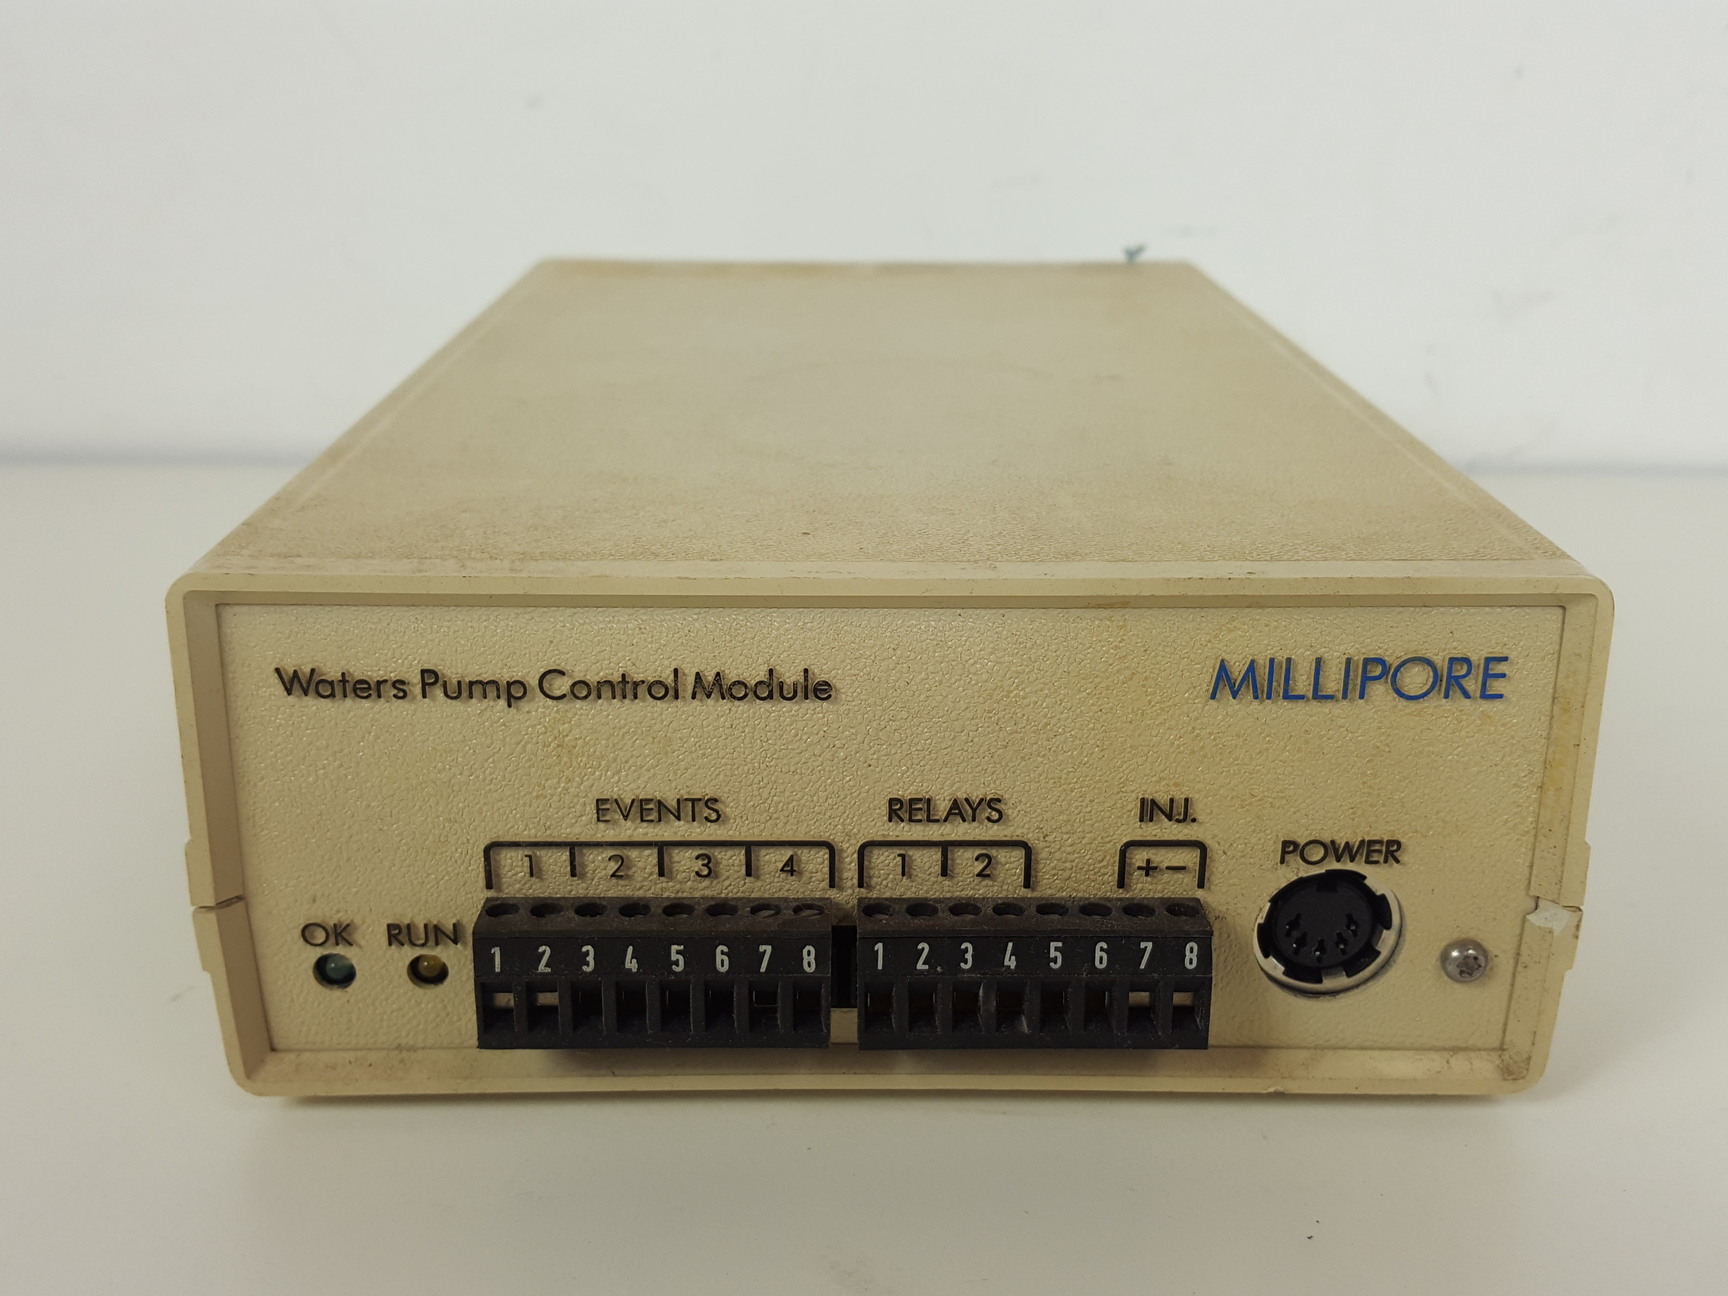 Waters Pump Control Module MILLIPORE
EVENTS RELAYS INJ.
POWER
1 2 3 4 1 2 + −
OK RUN
1 2 3 4 5 6 7 8 1 2 3 4 5 6 7 8